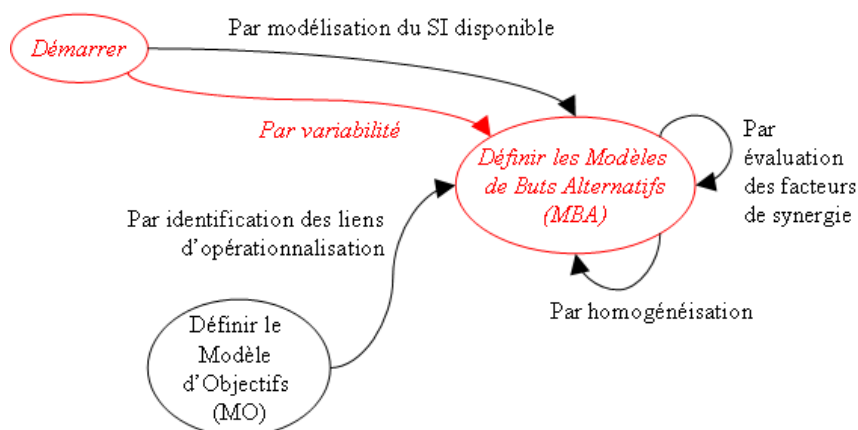 Par modélisation du SI disponible
Démarrer
Par variabilité
Par
évaluation
des facteurs
de synergie
Définir les Modèles
de Buts Alternatifs
(MBA)
Par identification des liens
d’opérationnalisation
Par homogénéisation
Définir le
Modèle
d’Objectifs
(MO)